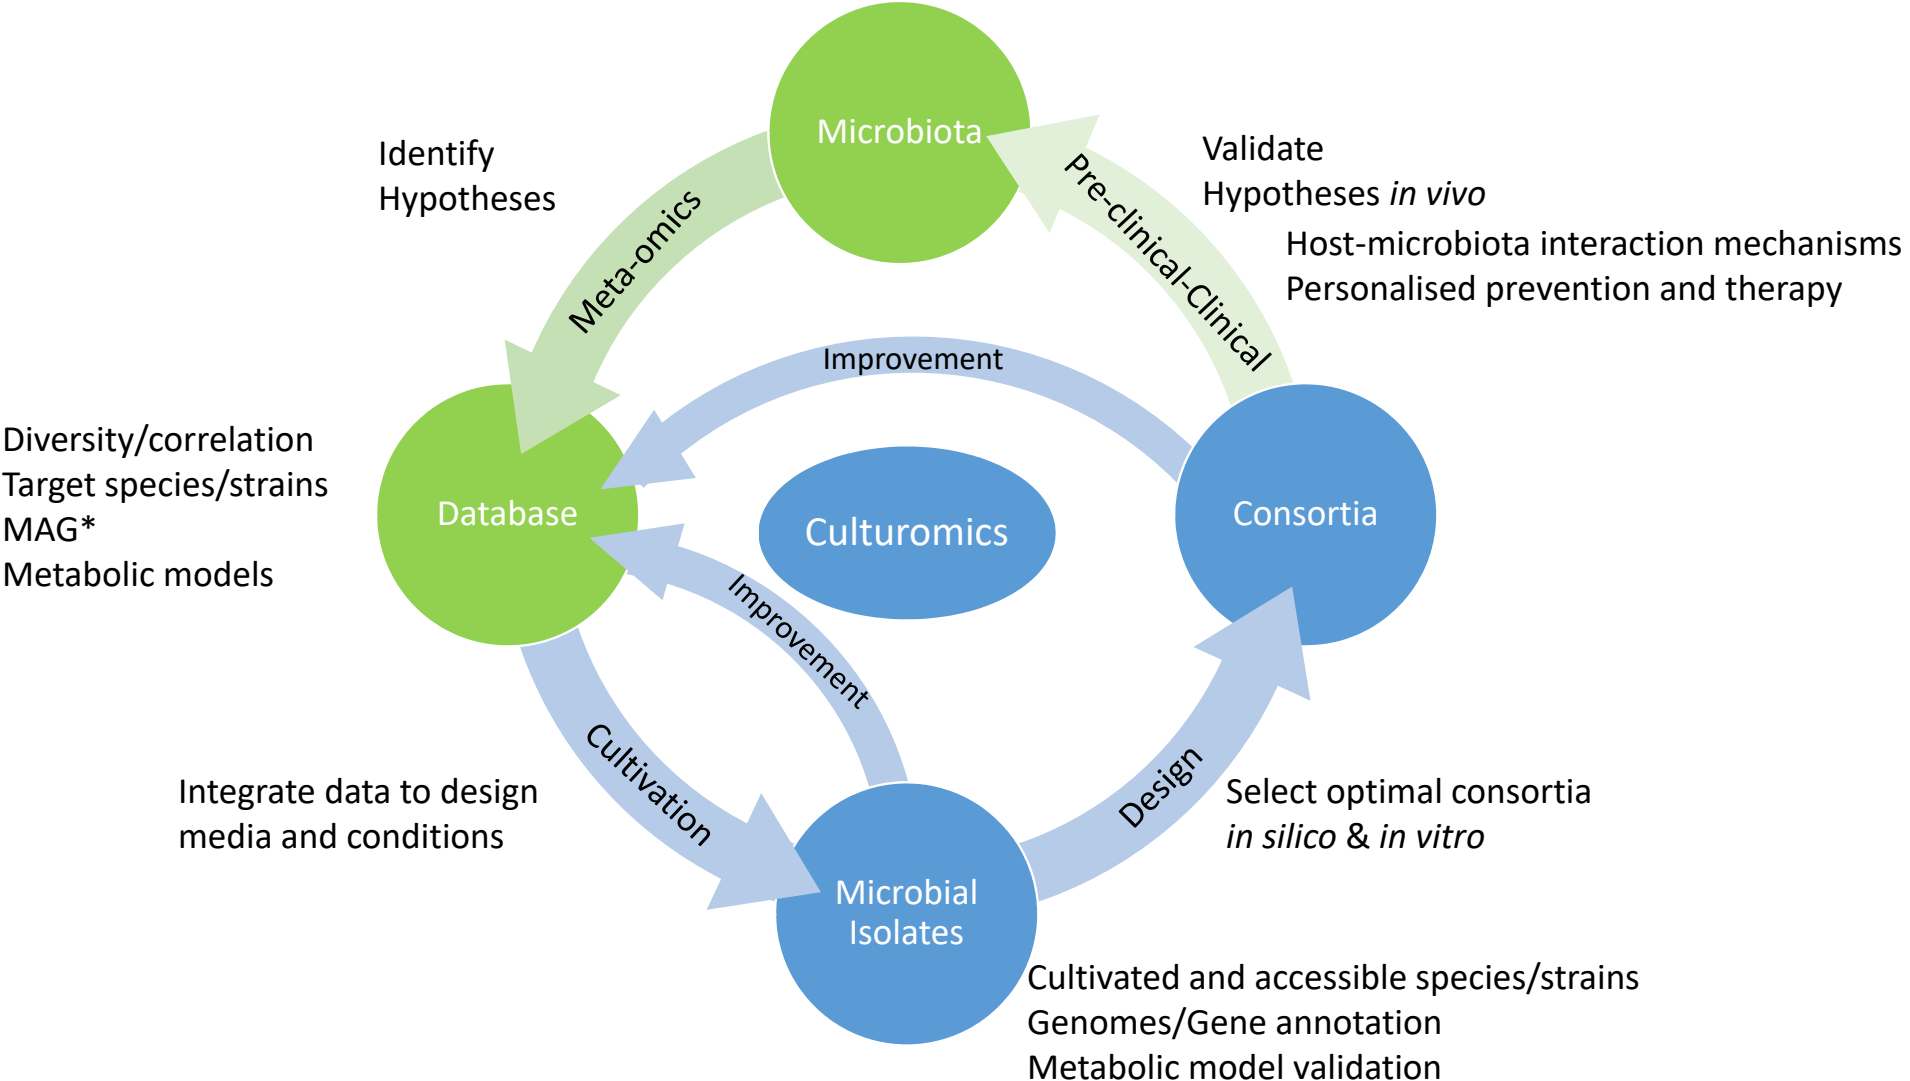 Microbiota
Identify
Hypotheses
Meta-omics
Validate
Hypotheses in vivo
Host-microbiota interaction mechanisms
Personalised prevention and therapy
Pre-clinical-Clinical
Improvement
Diversity/correlation
Target species/strains
MAG*
Metabolic models
Database
Culturomics
Consortia
Improvement
Cultivation
Integrate data to design
media and conditions
Design
Select optimal consortia
in silico & in vitro
Microbial
Isolates
Cultivated and accessible species/strains
Genomes/Gene annotation
Metabolic model validation